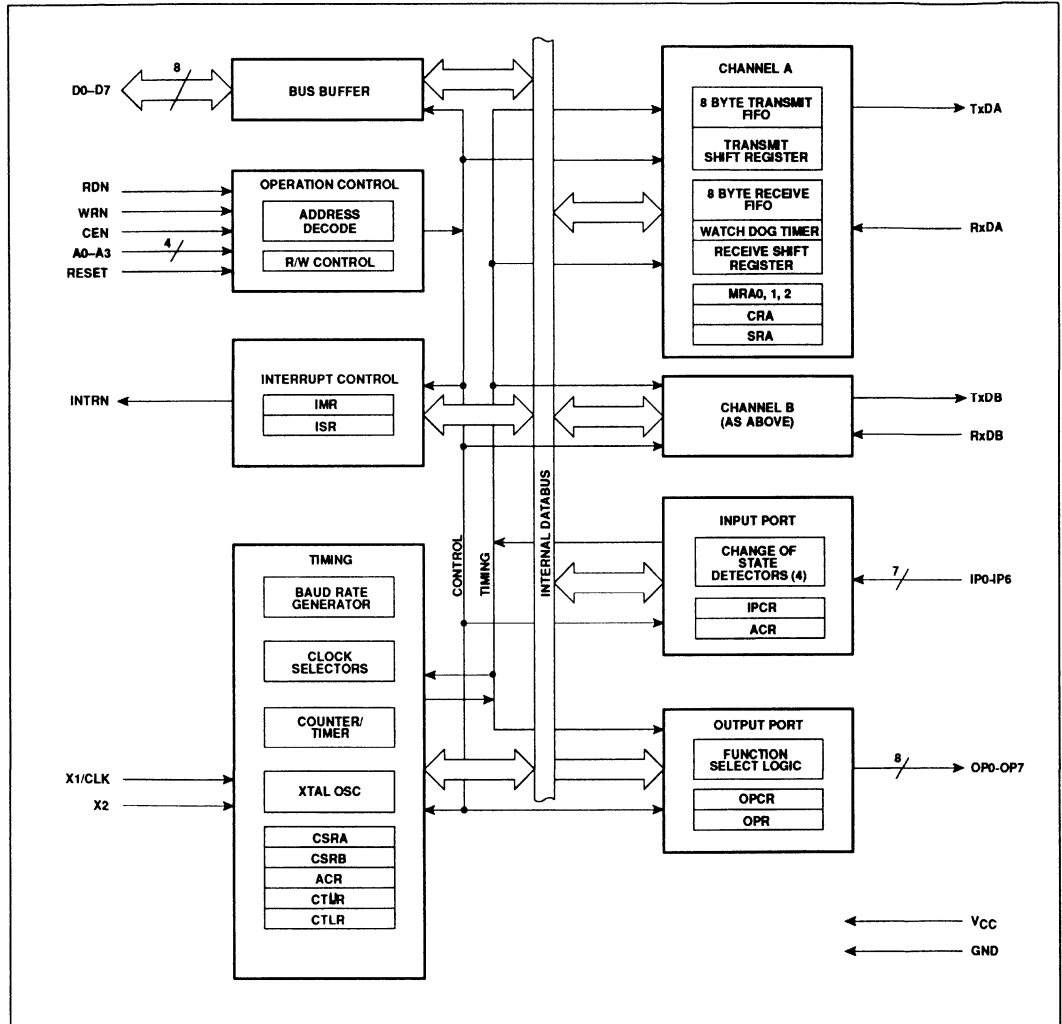 D0–D7
8
BUS BUFFER
RDN
WRN
CEN
A0–A3
4
RESET
OPERATION CONTROL
ADDRESS
DECODE
R/W CONTROL
INTRN
INTERRUPT CONTROL
IMR
ISR
TIMING
BAUD RATE
GENERATOR
CLOCK
SELECTORS
COUNTER/
TIMER
X1/CLK
X2
XTAL OSC
CSRA
CSRB
ACR
CTUR
CTLR
CONTROL
TIMING
INTERNAL DATABUS
CHANNEL A
8 BYTE TRANSMIT
FIFO
TRANSMIT
SHIFT REGISTER
8 BYTE RECEIVE
FIFO
WATCH DOG TIMER
RECEIVE SHIFT
REGISTER
MRA0, 1, 2
CRA
SRA
TxDA
RxDA
CHANNEL B
(AS ABOVE)
TxDB
RxDB
INPUT PORT
CHANGE OF
STATE
DETECTORS (4)
IPCR
ACR
7
IP0-IP6
OUTPUT PORT
FUNCTION
SELECT LOGIC
OPCR
OPR
8
OP0-OP7
VCC
GND